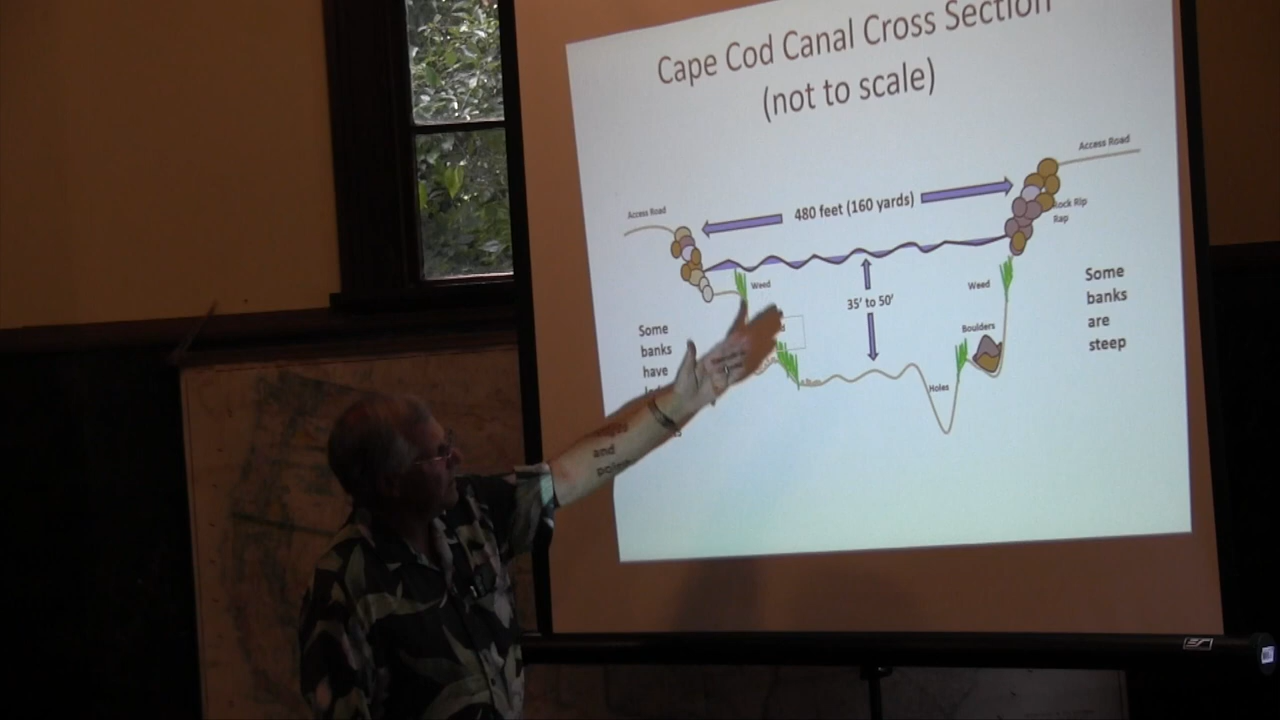 Cape Cod Canal Cross Section
(not to scale)
Access Road
Access Road
480 feet (160 yards)
Rock Rip
Rap
Weed
35' to 50'
Weed
Some
banks
are
steep
Some
banks
have
Boulders
Holes
and